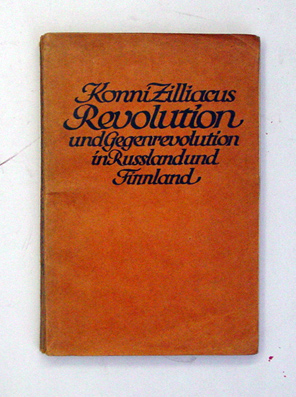 Konni Zilliacus
Revolution
und Gegenrevolution
in Russland und
Finnland